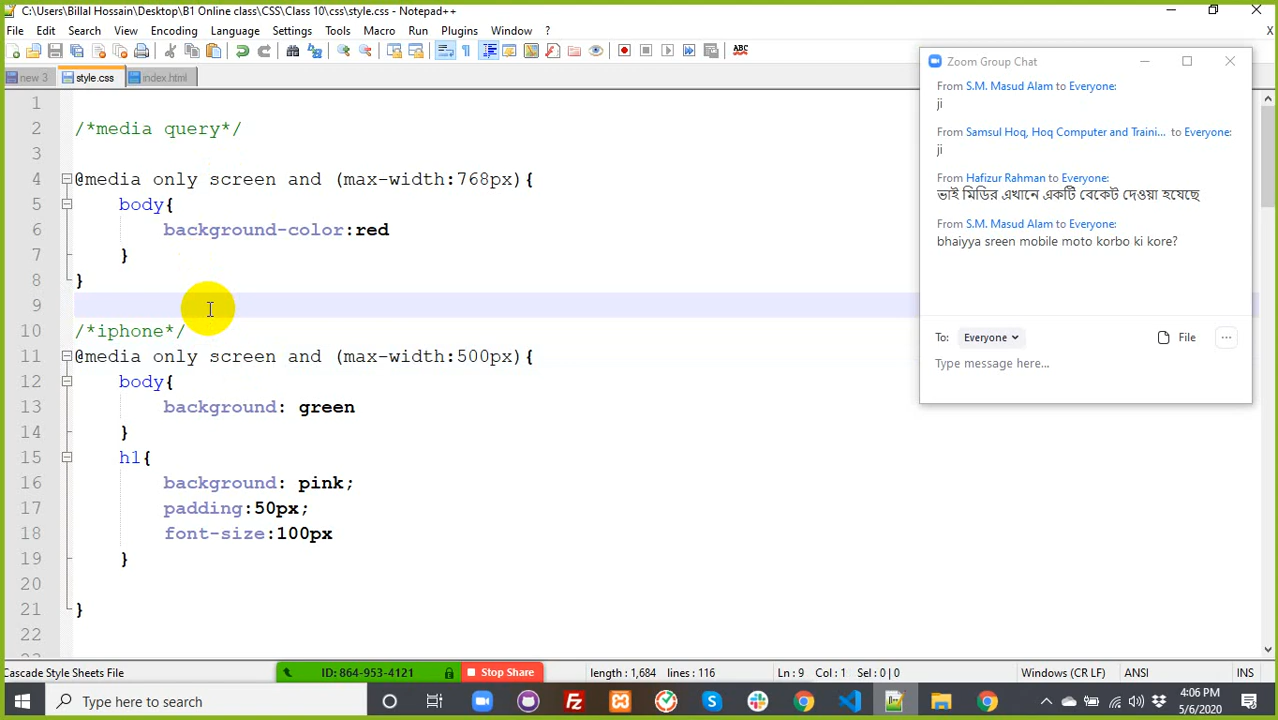 C:\Users\Billal Hossain\Desktop\B1 Online class\CSS\Class 10\css\style.css - Notepad++
File Edit Search View Encoding Language Settings Tools Macro Run Plugins Window ? X
new 3 style.css index.html
1
2 /*media query*/
3
4 @media only screen and (max-width:768px){
5 body{
6 background-color:red
7 }
8 }
9
10 /*iphone*/
11 @media only screen and (max-width:500px){
12 body{
13 background: green
14 }
15 h1{
16 background: pink;
17 padding:50px;
18 font-size:100px
19 }
20
21 }
22
Zoom Group Chat
From S.M. Masud Alam to Everyone:
ji
From Samsul Hoq, Hoq Computer and Traini... to Everyone:
ji
From Hafizur Rahman to Everyone:
ভাই মিডির এখানে একটি বেকেট দেওয়া হযেছে
From S.M. Masud Alam to Everyone:
bhaiyya sreen mobile moto korbo ki kore?
To: Everyone File ...
Type message here...
Cascade Style Sheets File ID: 864-953-4121 Stop Share length : 1,684 lines : 116 Ln : 9 Col : 1 Sel : 0 | 0 Windows (CR LF) ANSI INS
Type here to search
4:06 PM
5/6/2020